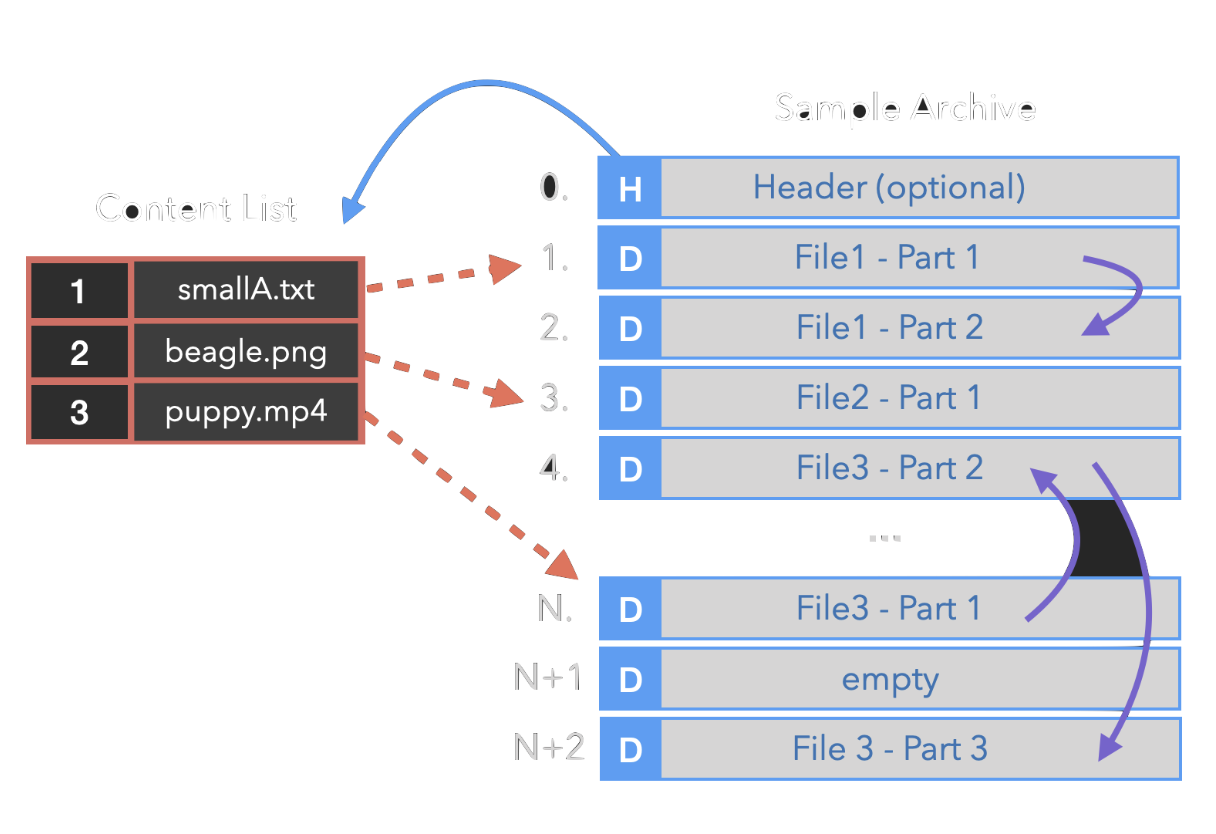 Sample Archive
0. H Header (optional)
Content List
1. D File1 - Part 1
1 smallA.txt
2. D File1 - Part 2
2 beagle.png
3. D File2 - Part 1
3 puppy.mp4
4. D File3 - Part 2
...
N. D File3 - Part 1
N+1 D empty
N+2 D File 3 - Part 3